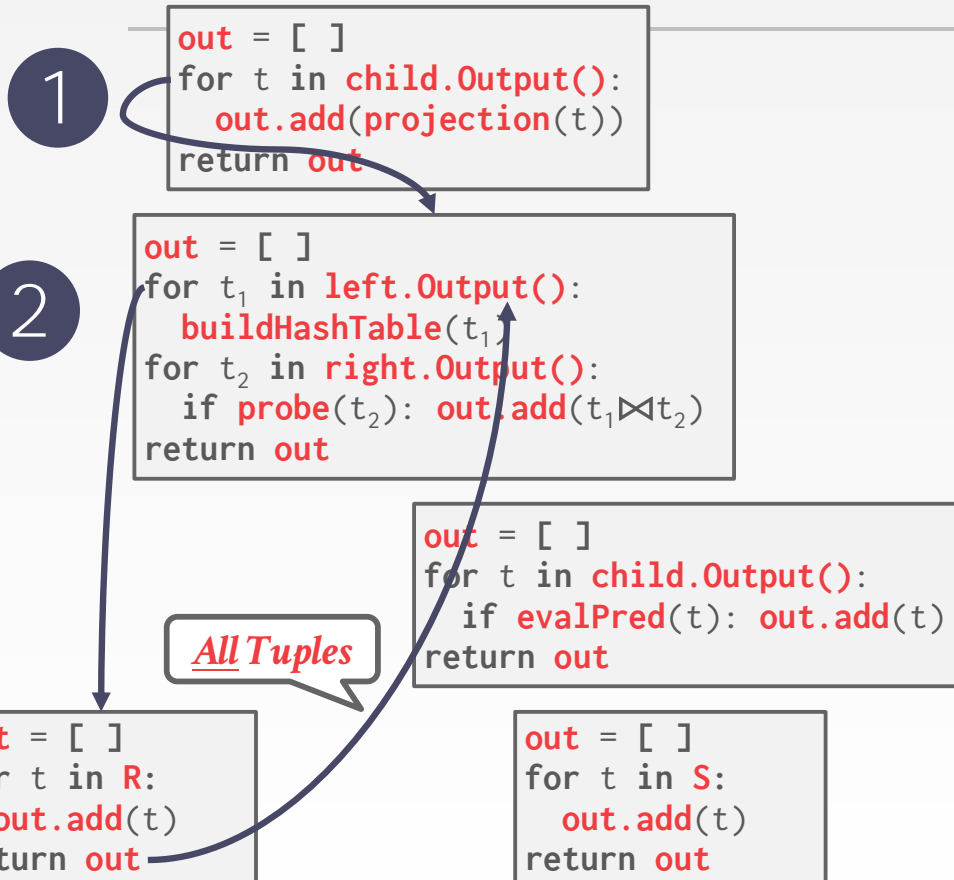 1
out = [ ]
for t in child.Output():
out.add(projection(t))
return out
2
out = [ ]
for t₁ in left.Output():
buildHashTable(t₁)
for t₂ in right.Output():
if probe(t₂): out.add(t₁⋈t₂)
return out
out = [ ]
for t in child.Output():
if evalPred(t): out.add(t)
return out
All Tuples
t = [ ]
r t in R:
out.add(t)
turn out
out = [ ]
for t in S:
out.add(t)
return out